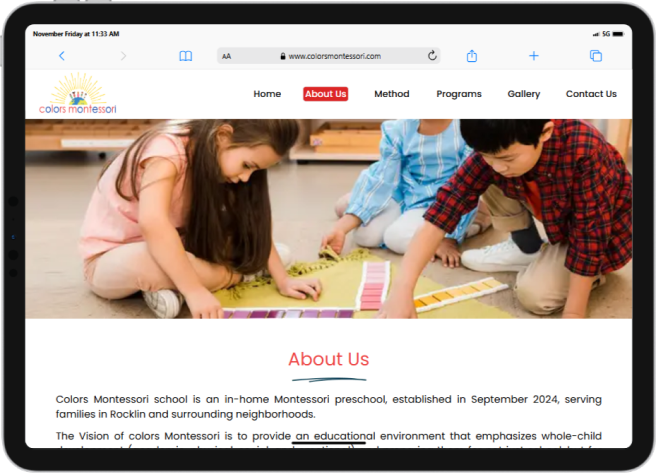 November Friday at 11:33 AM
5G
AA
www.colorsmontessori.com
colors montessori
Home
About Us
Method
Programs
Gallery
Contact Us
About Us
Colors Montessori school is an in-home Montessori preschool, established in September 2024, serving
families in Rocklin and surrounding neighborhoods.
The Vision of colors Montessori is to provide an educational environment that emphasizes whole-child